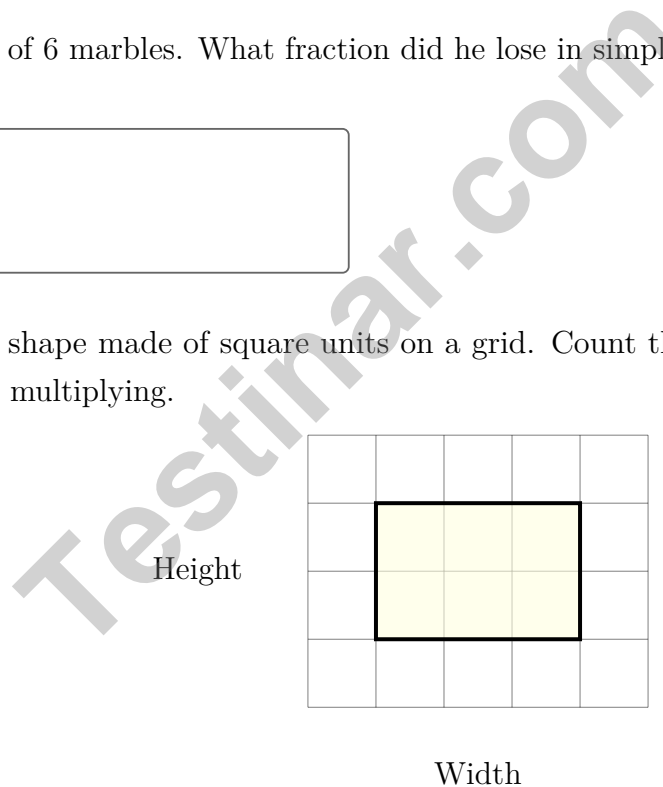 of 6 marbles. What fraction did he lose in simpl
shape made of square units on a grid. Count t
multiplying.
Height
Width
Testinar.com